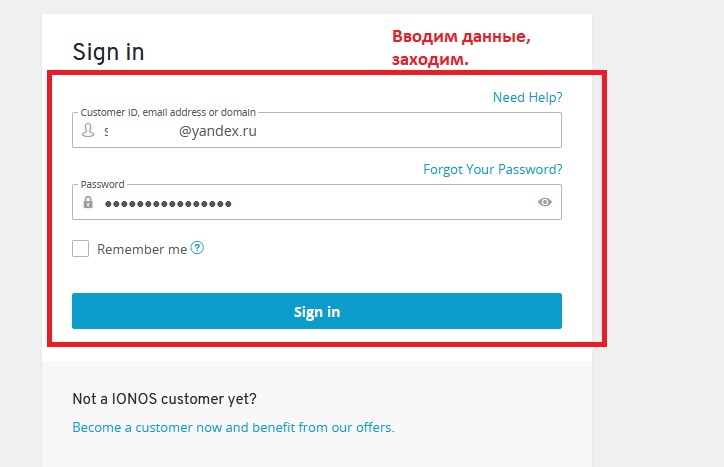 Sign in
Вводим данные,
заходим.
Need Help?
Customer ID, email address or domain
s @yandex.ru
Forgot Your Password?
Password
Remember me ?
Sign in
Not a IONOS customer yet?
Become a customer now and benefit from our offers.